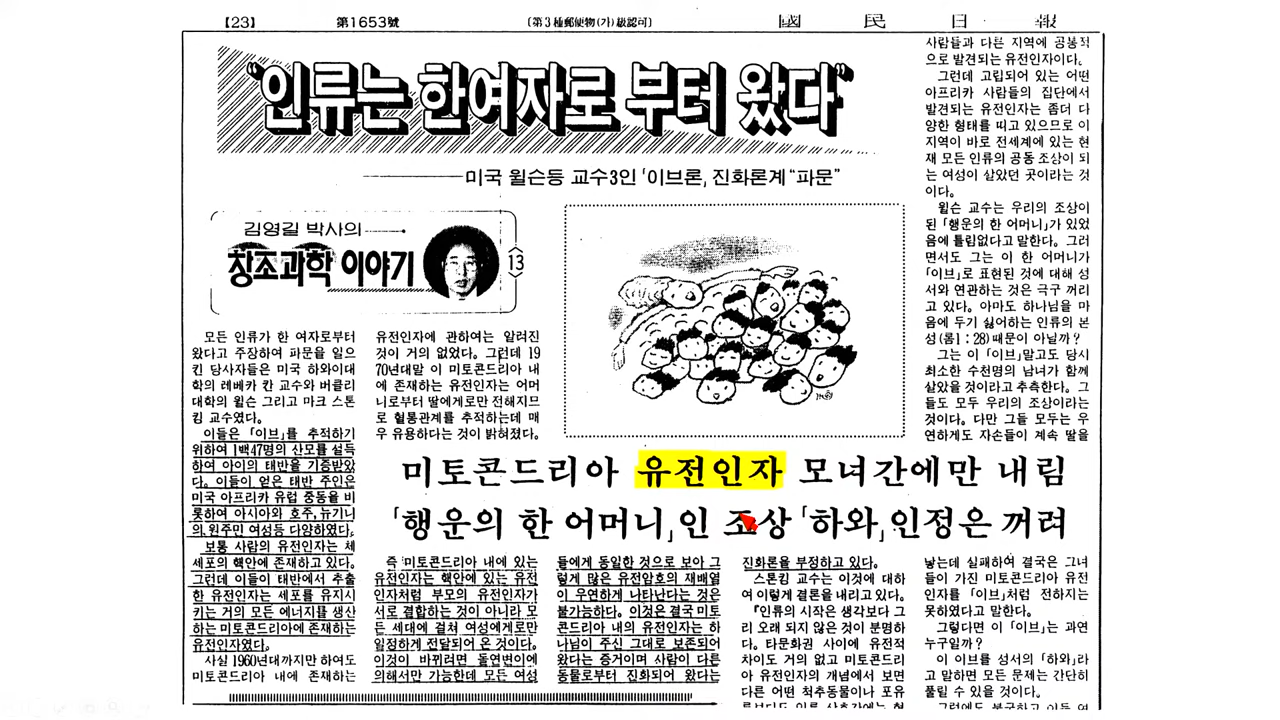 【23】 第1653號 (第3種郵便物(가)級認可) 國民日報
"인류는 한여자로 부터 왔다"
미국 윌슨등 교수3인 「이브론」, 진화론계 "파문"
김영길 박사의
창조과학 이야기
13
모든 인류가 한 여자로부터
왔다고 주장하여 파문을 일으
킨 당사자들은 미국 하와이대
학의 레베카 칸 교수와 버클리
대학의 윌슨 그리고 마크 스톤
킹 교수였다.
이들은 「이브」를 추적하기
위하여 1백47명의 산모를 설득
하여 아이의 태반을 기증받았
다. 이들이 얻은 태반 주인은
미국 아프리카 유럽 중동을 비
롯하여 아시아와 호주, 뉴기니
의 원주민 여성등 다양하였다.
보통 사람의 유전인자는 체
세포의 핵안에 존재하고 있다.
그런데 이들이 태반에서 추출
한 유전인자는 세포를 유지시
키는 거의 모든 에너지를 생산
하는 미토콘드리아에 존재하는
유전인자였다.
사실 1960년대까지만 하여도
미토콘드리아 내에 존재하는
유전인자에 관하여는 알려진
것이 거의 없었다. 그런데 19
70년대말 이 미토콘드리아 내
에 존재하는 유전인자는 어머
니로부터 딸에게로만 전해지므
로 혈통관계를 추적하는데 매
우 유용하다는 것이 밝혀졌다.
미토콘드리아 유전인자 모녀간에만 내림
「행운의 한 어머니」인 조상 「하와」 인정은 꺼려
즉 미토콘드리아 내에 있는
유전인자는 핵안에 있는 유전
인자처럼 부모의 유전인자가
서로 결합하는 것이 아니라 모
든 세대에 걸쳐 여성에게로만
일정하게 전달되어 온 것이다.
이것이 바뀌려면 돌연변이에
의해서만 가능한데 모든 여성
들에게 동일한 것으로 보아 그
렇게 많은 유전암호의 재배열
이 우연하게 나타난다는 것은
불가능하다. 이것은 결국 미토
콘드리아 내의 유전인자는 하
나님이 주신 그대로 보존되어
왔다는 증거이며 사람이 다른
동물로부터 진화되어 왔다는
진화론을 부정하고 있다.
스톤킹 교수는 이것에 대하
여 이렇게 결론을 내리고 있다.
『인류의 시작은 생각보다 그
리 오래 되지 않은 것이 분명하
다. 타문화권 사이에 유전적
차이도 거의 없고 미토콘드리
아 유전인자의 개념에서 보면
다른 어떤 척추동물이나 포유
사람들과 다른 지역에 공통적
으로 발견되는 유전인자이다.
그런데 고립되어 있는 어떤
아프리카 사람들의 집단에서
발견되는 유전인자는 좀더 다
양한 형태를 띠고 있으므로 이
지역이 바로 전세계에 있는 현
재 모든 인류의 공동 조상이 되
는 여성이 살았던 곳이라는 것
이다.
윌슨 교수는 우리의 조상이
된 「행운의 한 어머니」가 있었
음에 틀림없다고 말한다. 그러
면서도 그는 이 한 어머니가
「이브」로 표현된 것에 대해 성
서와 연관하는 것은 극구 꺼리
고 있다. 아마도 하나님을 마
음에 두기 싫어하는 인류의 본
성(롬1:28)때문이 아닐까?
그는 이 「이브」말고도 당시
최소한 수천명의 남녀가 함께
살았을 것이라고 추측한다. 그
들도 모두 우리의 조상이라는
것이다. 다만 그들 모두는 우
연하게도 자손들이 계속 딸을
낳는데 실패하여 결국은 그녀
들이 가진 미토콘드리아 유전
인자를 「이브」처럼 전하지는
못하였다고 말한다.
그렇다면 이 「이브」는 과연
누구일까?
이 이브를 성서의 「하와」라
고 말하면 모든 문제는 간단히
풀릴 수 있을 것이다.